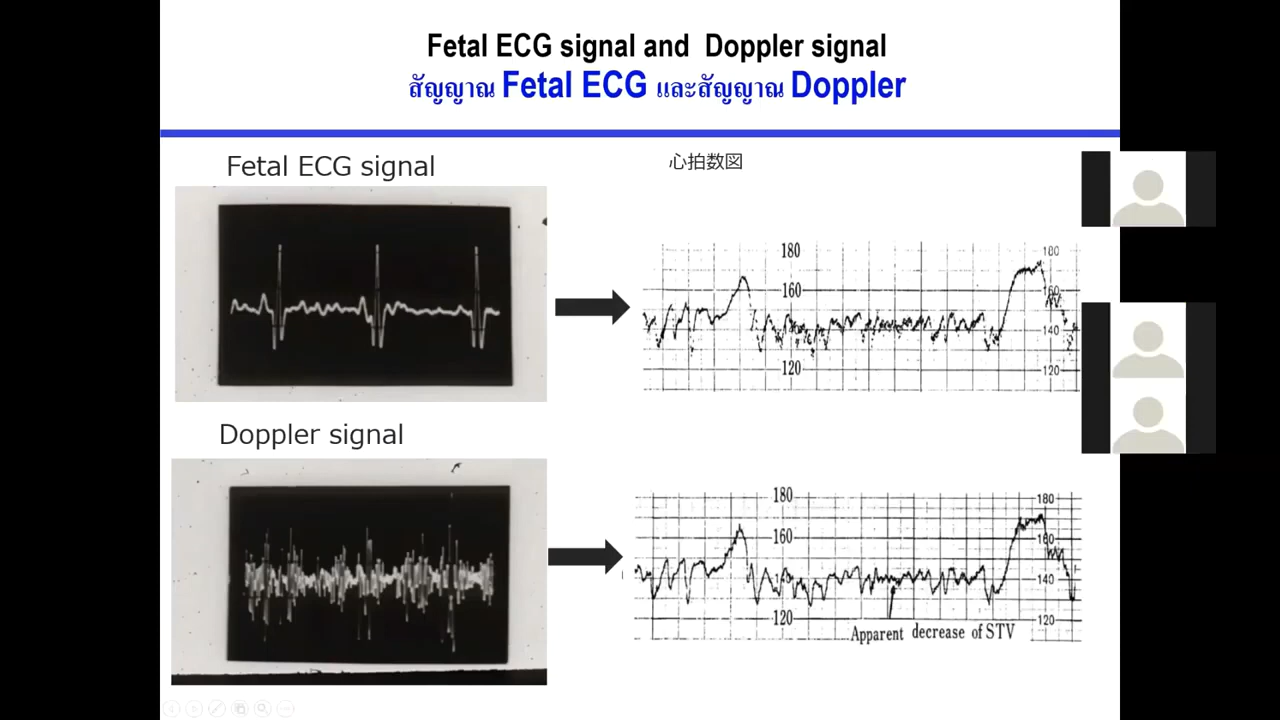 Fetal ECG signal and Doppler signal
สัญญาณ Fetal ECG และสัญญาณ Doppler
Fetal ECG signal
心拍数図
180
180
160
160
140
120
120
Doppler signal
180
180
160
160
140
120
120
Apparent decrease of STV